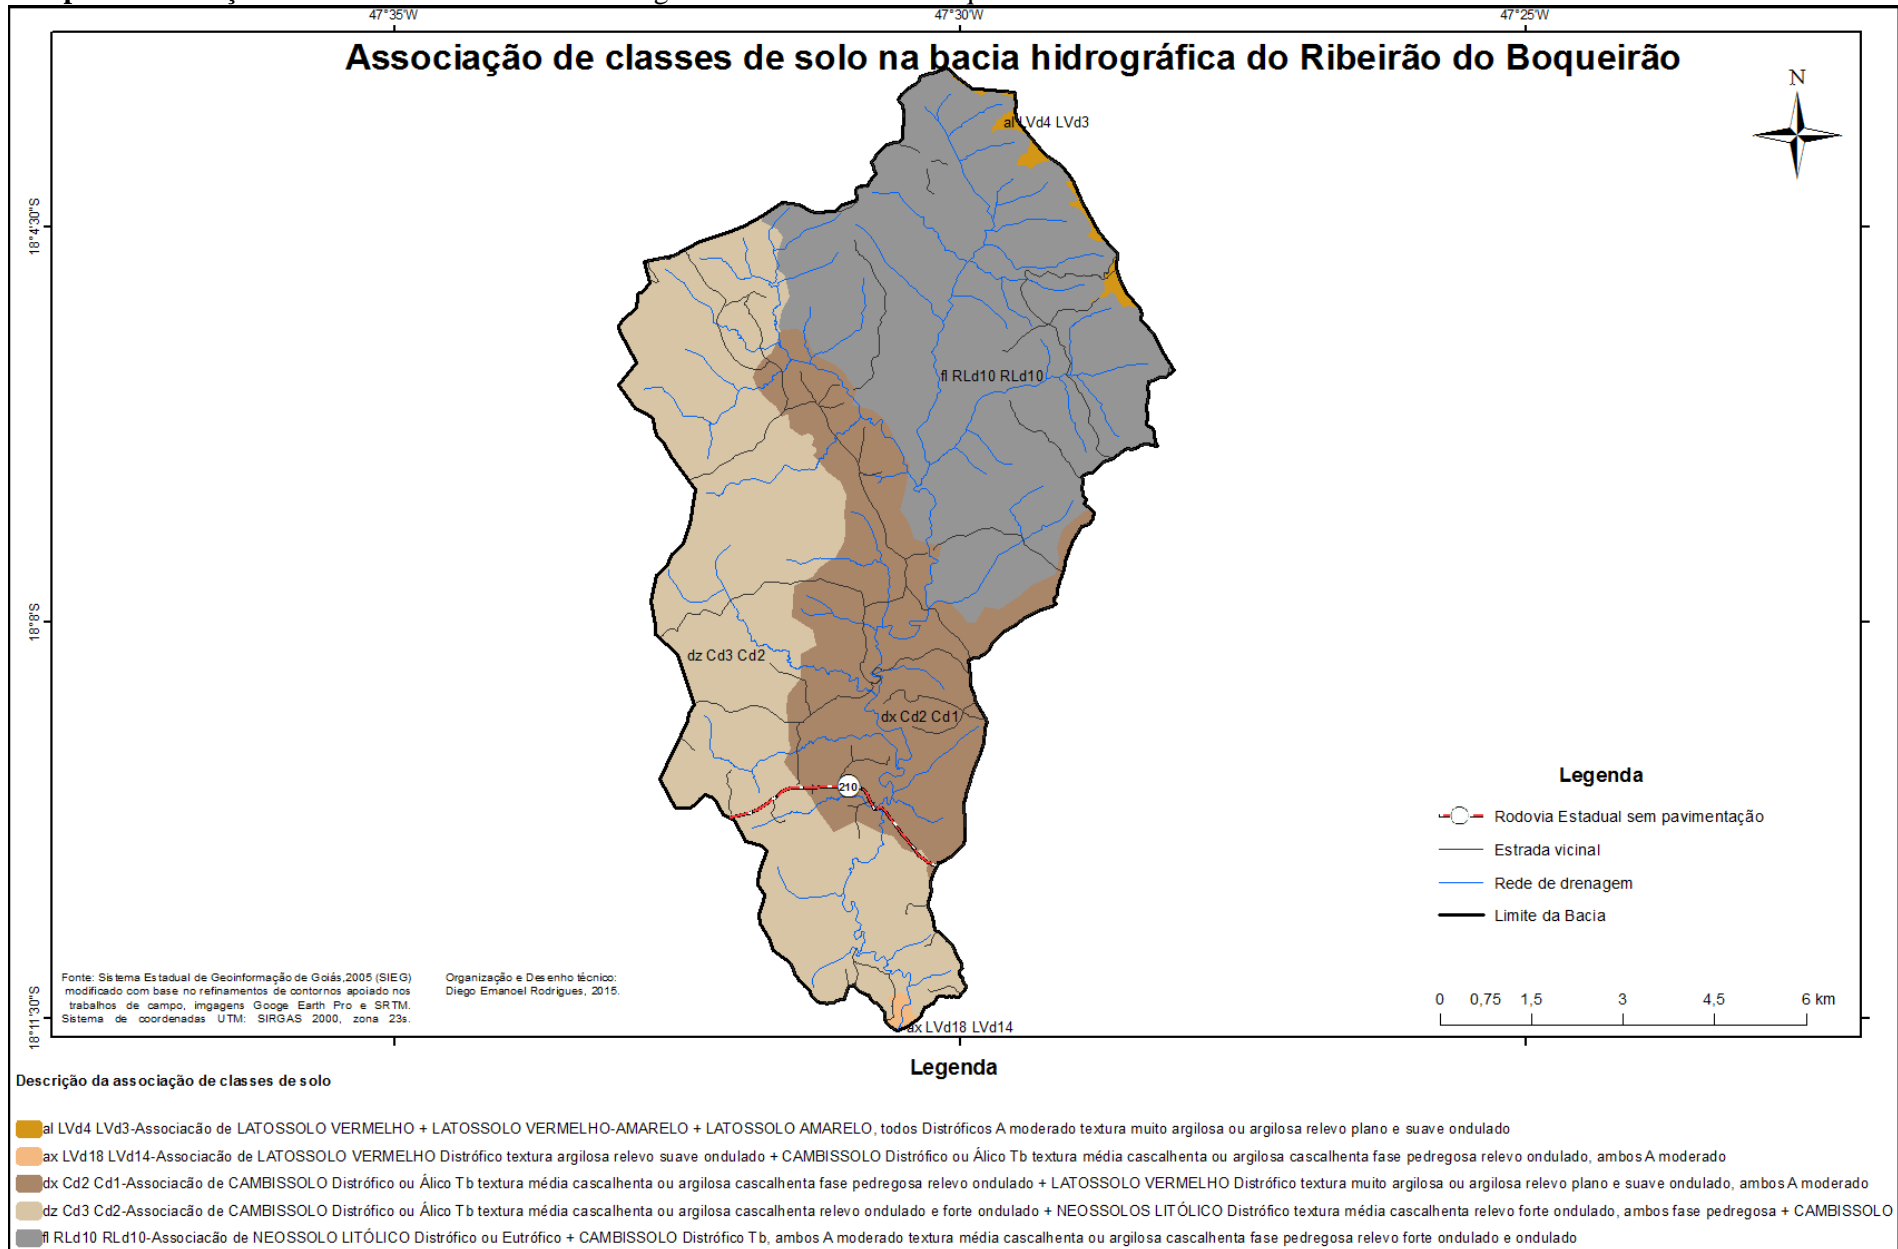 47°35'W 47°30'W 47°25'W
Associação de classes de solo na bacia hidrográfica do Ribeirão do Boqueirão
N
al LVd4 LVd3
18°4'30"S
fl RLd10 RLd10
18°8'S
dz Cd3 Cd2
dx Cd2 Cd1
210
Legenda
Rodovia Estadual sem pavimentação
Estrada vicinal
Rede de drenagem
Limite da Bacia
Fonte: Sistema Estadual de Geoinformação de Goiás,2005 (SIEG)
modificado com base no refinamentos de contornos apoiado nos
trabalhos de campo, imgagens Googe Earth Pro e SRTM.
Sistema de coordenadas UTM: SIRGAS 2000, zona 23s.
Organização e Desenho técnico:
Diego Emanoel Rodrigues, 2015.
0 0,75 1,5 3 4,5 6 km
18°11'30"S
ax LVd18 LVd14
Legenda
Descrição da associação de classes de solo
al LVd4 LVd3-Associacão de LATOSSOLO VERMELHO + LATOSSOLO VERMELHO-AMARELO + LATOSSOLO AMARELO, todos Distróficos A moderado textura muito argilosa ou argilosa relevo plano e suave ondulado
ax LVd18 LVd14-Associacão de LATOSSOLO VERMELHO Distrófico textura argilosa relevo suave ondulado + CAMBISSOLO Distrófico ou Álico Tb textura média cascalhenta ou argilosa cascalhenta fase pedregosa relevo ondulado, ambos A moderado
dx Cd2 Cd1-Associacão de CAMBISSOLO Distrófico ou Álico Tb textura média cascalhenta ou argilosa cascalhenta fase pedregosa relevo ondulado + LATOSSOLO VERMELHO Distrófico textura muito argilosa ou argilosa relevo plano e suave ondulado, ambos A moderado
dz Cd3 Cd2-Associacão de CAMBISSOLO Distrófico ou Álico Tb textura média cascalhenta ou argilosa cascalhenta relevo ondulado e forte ondulado + NEOSSOLOS LITÓLICO Distrófico textura média cascalhenta relevo forte ondulado, ambos fase pedregosa + CAMBISSOLO
fl RLd10 RLd10-Associacão de NEOSSOLO LITÓLICO Distrófico ou Eutrófico + CAMBISSOLO Distrófico Tb, ambos A moderado textura média cascalhenta ou argilosa cascalhenta fase pedregosa relevo forte ondulado e ondulado